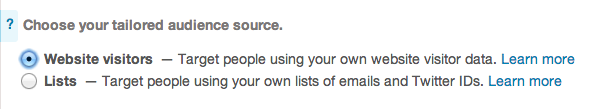 ? Choose your tailored audience source.
Website visitors — Target people using your own website visitor data. Learn more
Lists — Target people using your own lists of emails and Twitter IDs. Learn more